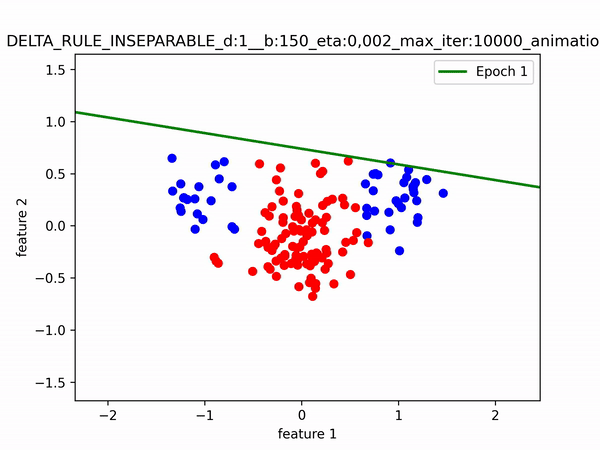 DELTA_RULE_INSEPARABLE_d:1__b:150_eta:0,002_max_iter:10000_animatio
Epoch 1
1.5
1.0
0.5
0.0
−0.5
−1.0
−1.5
feature 2
−2 −1 0 1 2
feature 1